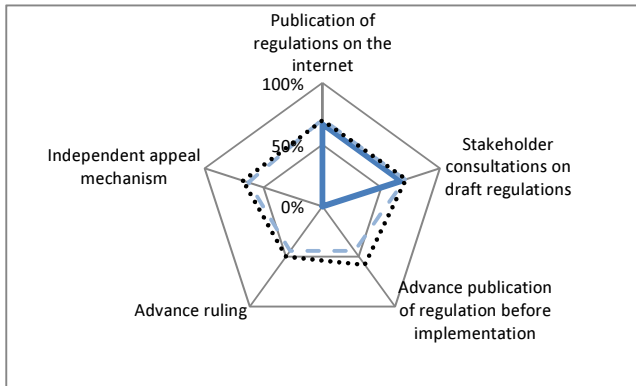 Publication of
regulations on the
internet
100%
Stakeholder
consultations on
draft regulations
50%
Independent appeal
mechanism
0%
Advance publication
of regulation before
implementation
Advance ruling